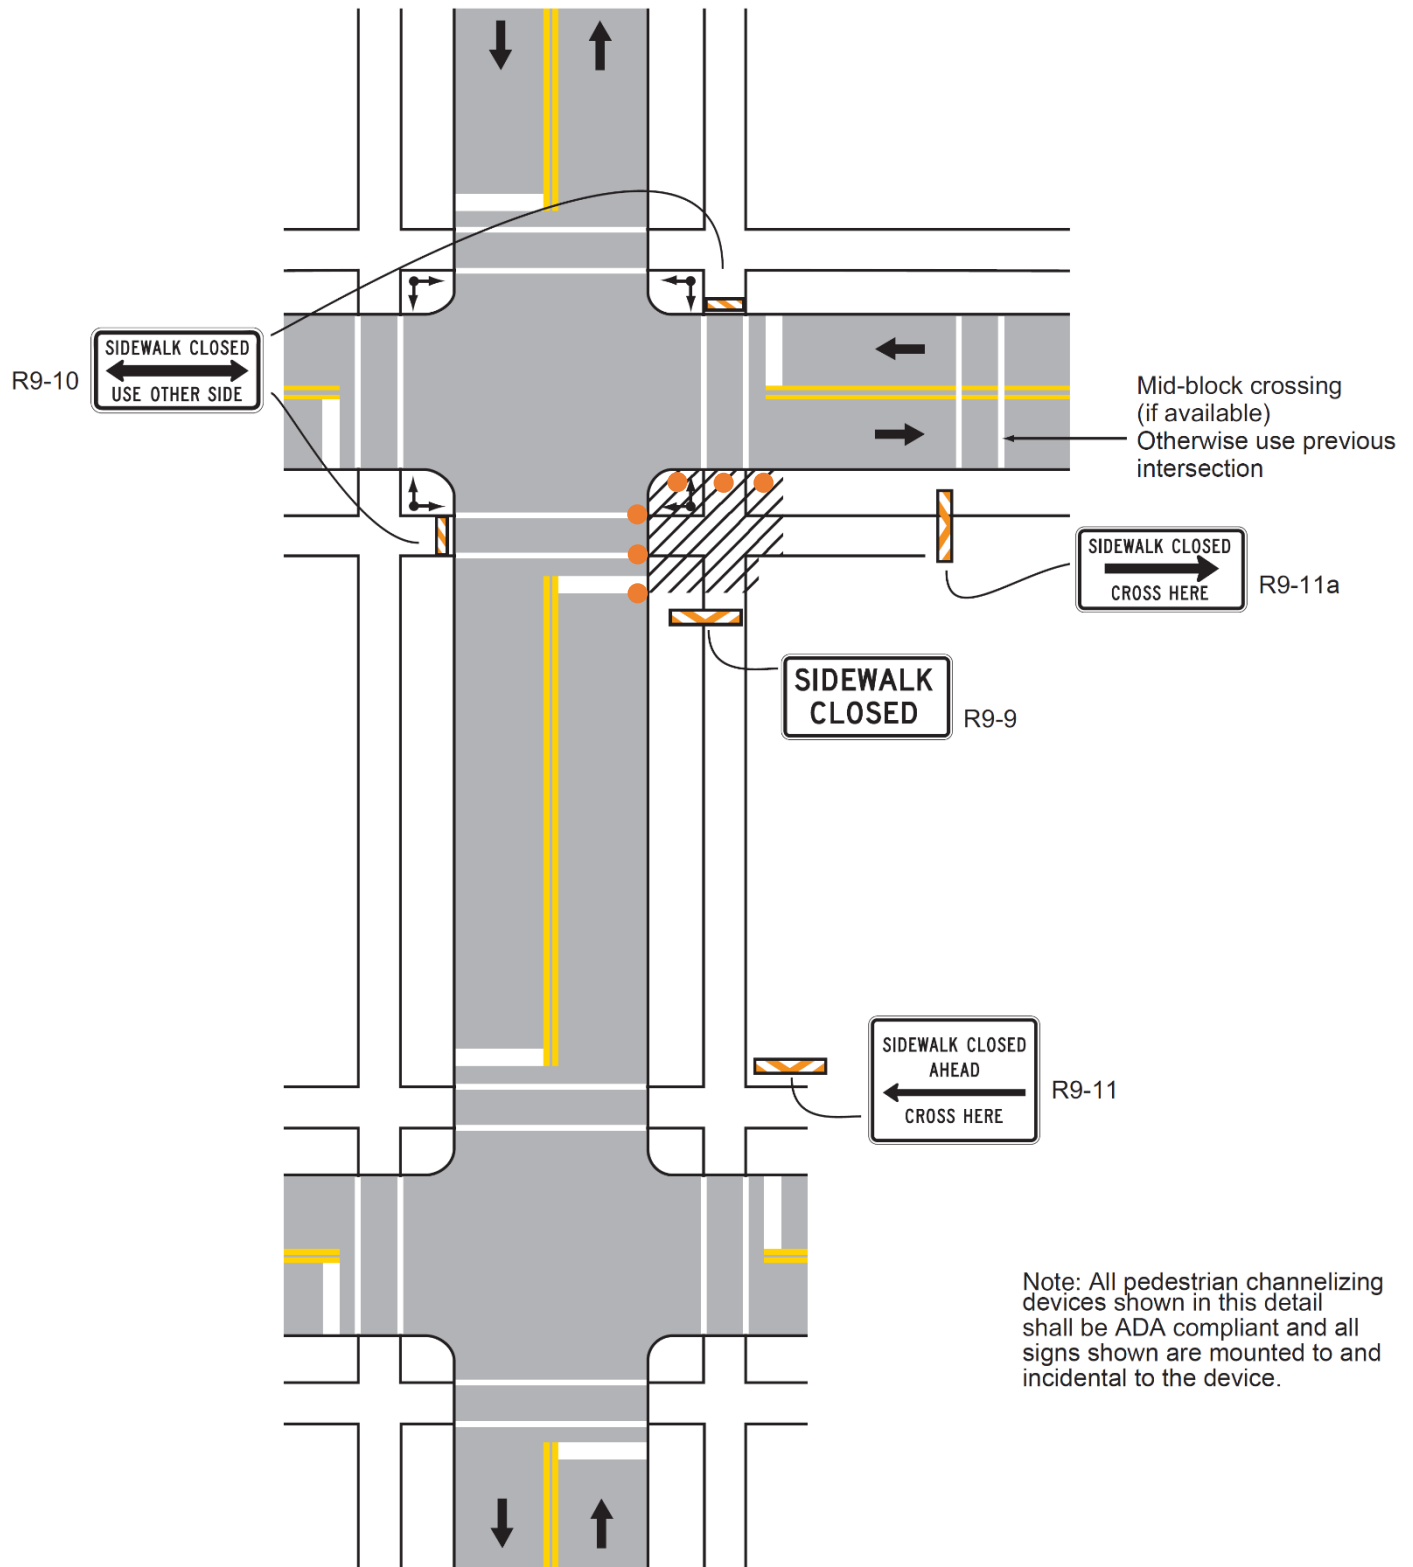 SIDEWALK CLOSED
USE OTHER SIDE
R9-10
Mid-block crossing
(if available)
Otherwise use previous
intersection
SIDEWALK CLOSED
CROSS HERE
R9-11a
SIDEWALK
CLOSED
R9-9
SIDEWALK CLOSED
AHEAD
CROSS HERE
R9-11
Note: All pedestrian channelizing
devices shown in this detail
shall be ADA compliant and all
signs shown are mounted to and
incidental to the device.